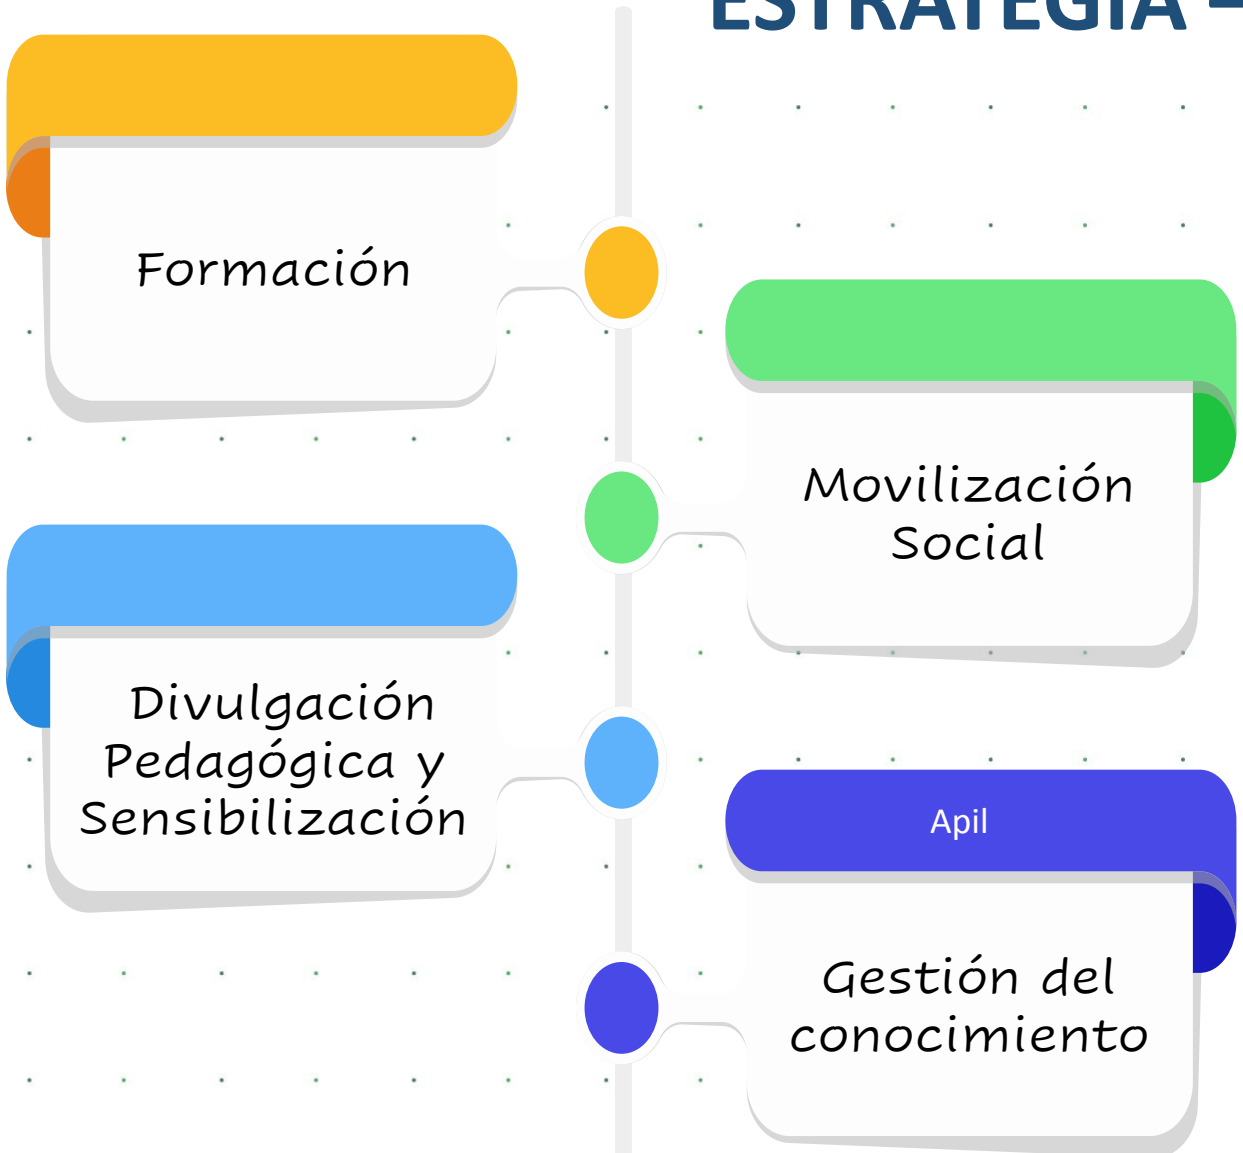 ESTRATEGIA –
Formación
Movilización
Social
Divulgación
Pedagógica y
Sensibilización
Apil
Gestión del
conocimiento